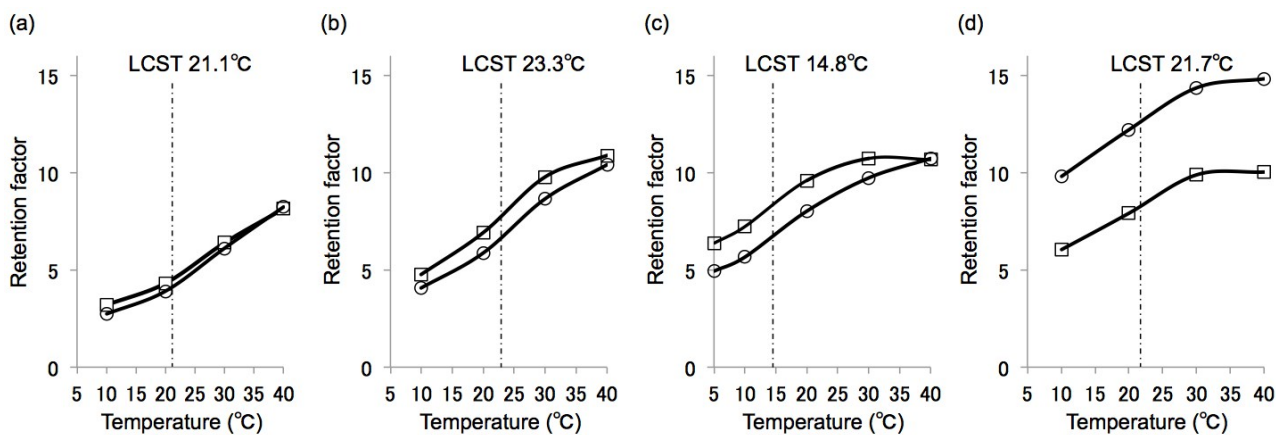 (a)
LCST 21.1℃
Retention factor
15
10
5
0
5 10 15 20 25 30 35 40
Temperature (℃)
(b)
LCST 23.3℃
Retention factor
15
10
5
0
5 10 15 20 25 30 35 40
Temperature (℃)
(c)
LCST 14.8℃
Retention factor
15
10
5
0
5 10 15 20 25 30 35 40
Temperature (℃)
(d)
LCST 21.7℃
Retention factor
15
10
5
0
5 10 15 20 25 30 35 40
Temperature (℃)